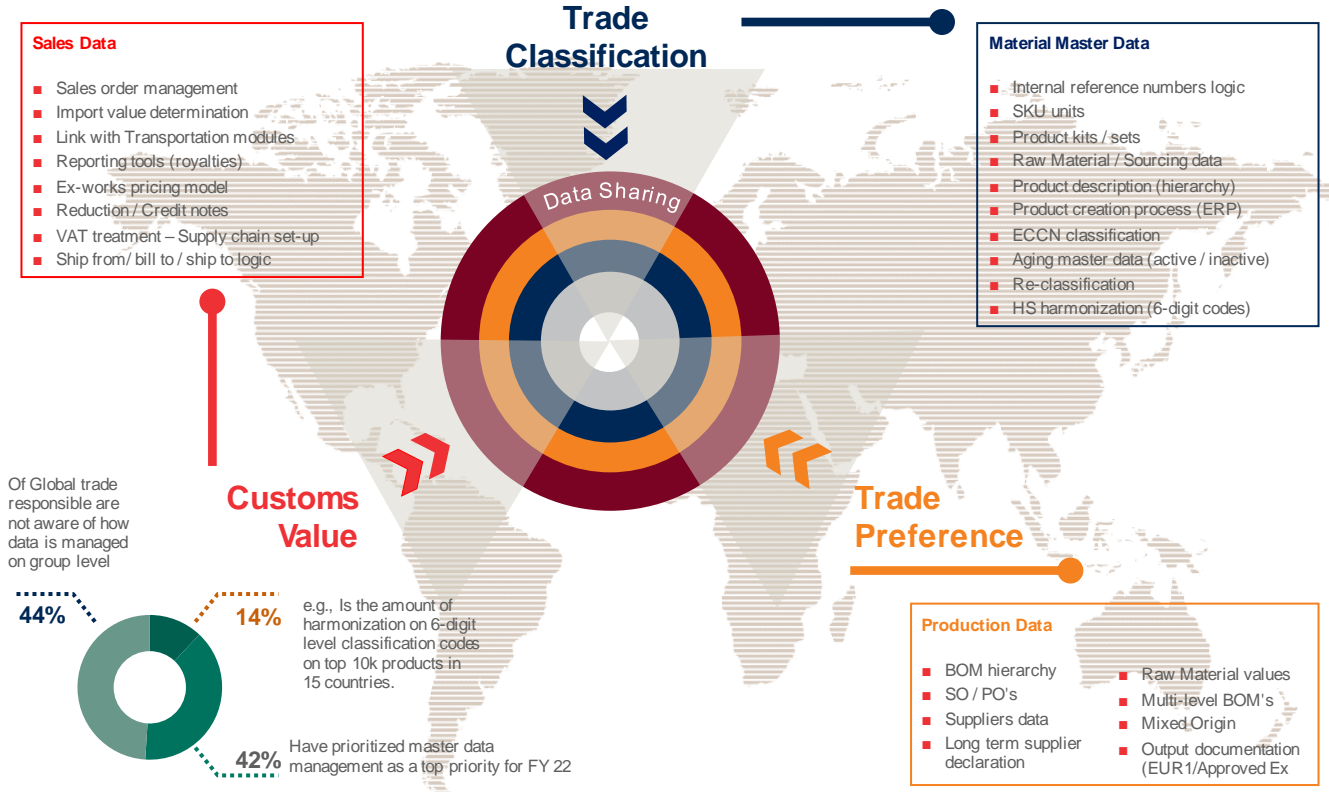 Trade
Classification
Sales Data
Sales order management
Import value determination
Link with Transportation modules
Reporting tools (royalties)
Ex-works pricing model
Reduction / Credit notes
VAT treatment – Supply chain set-up
Ship from/ bill to / ship to logic
Material Master Data
Internal reference numbers logic
SKU units
Product kits / sets
Raw Material / Sourcing data
Product description (hierarchy)
Product creation process (ERP)
ECCN classification
Aging master data (active / inactive)
Re-classification
HS harmonization (6-digit codes)
Data Sharing
Customs
Value
Trade
Preference
Of Global trade
responsible are
not aware of how
data is managed
on group level
44%
14%
e.g., Is the amount of
harmonization on 6-digit
level classification codes
on top 10k products in
15 countries.
42%
Have prioritized master data
management as a top priority for FY 22
Production Data
BOM hierarchy
SO / PO's
Suppliers data
Long term supplier
declaration
Raw Material values
Multi-level BOM's
Mixed Origin
Output documentation
(EUR1/Approved Ex